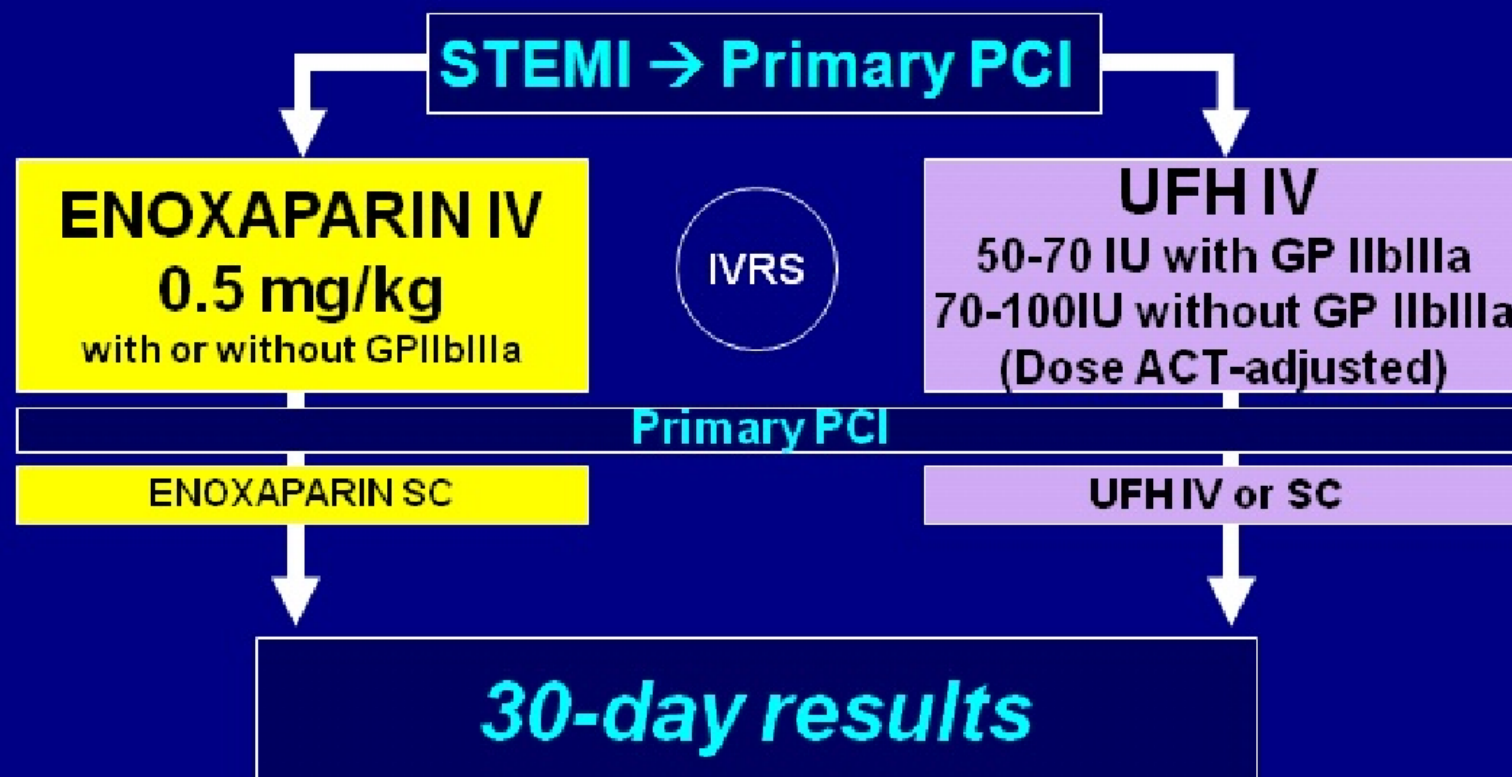 STEMI → Primary PCI
ENOXAPARIN IV
0.5 mg/kg
with or without GPIIbIIIa
IVRS
UFH IV
50-70 IU with GP IIbIIIa
70-100IU without GP IIbIIIa
(Dose ACT-adjusted)
Primary PCI
ENOXAPARIN SC
UFH IV or SC
30-day results